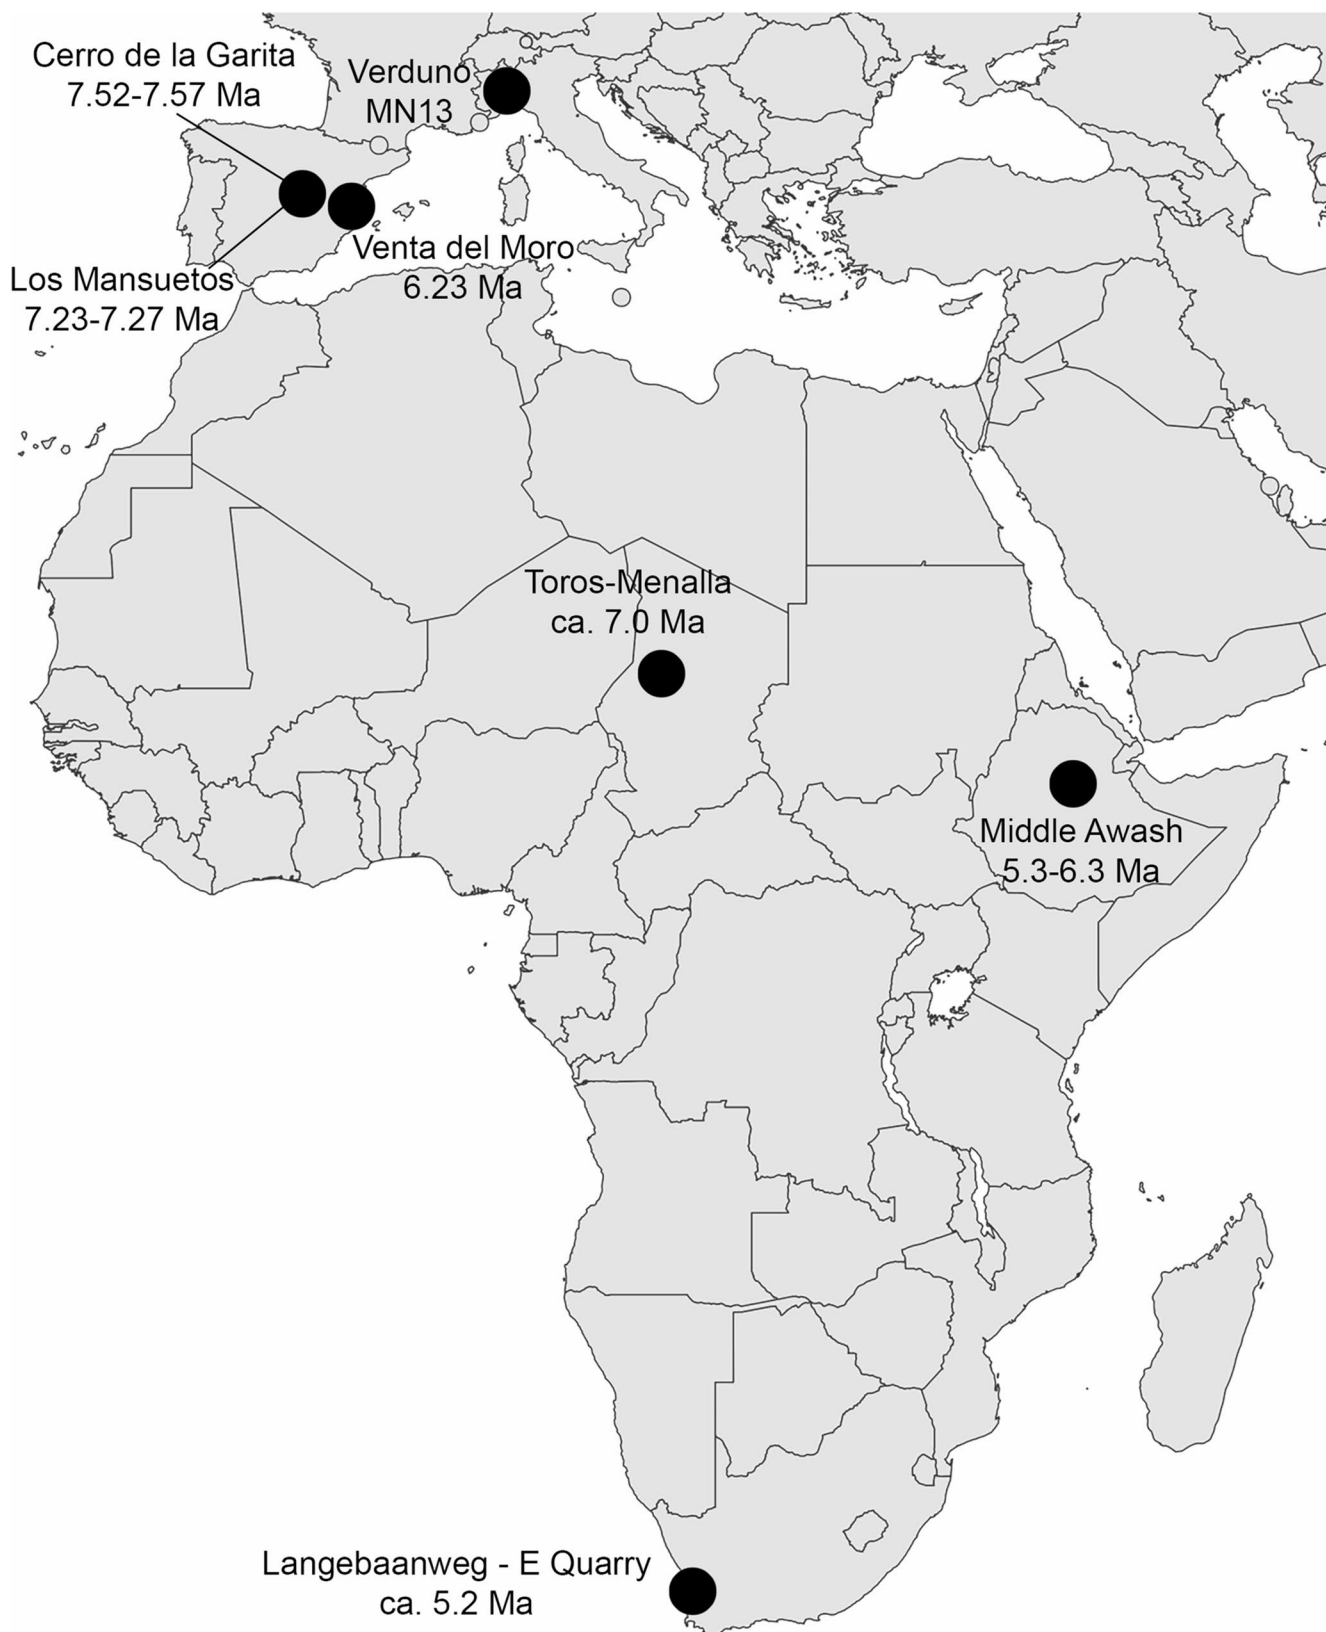 Cerro de la Garita
7.52-7.57 Ma
Verduno
MN13
Venta del Moro
6.23 Ma
Los Mansuetos
7.23-7.27 Ma
Toros-Menalla
ca. 7.0 Ma
Middle Awash
5.3-6.3 Ma
Langebaanweg - E Quarry
ca. 5.2 Ma